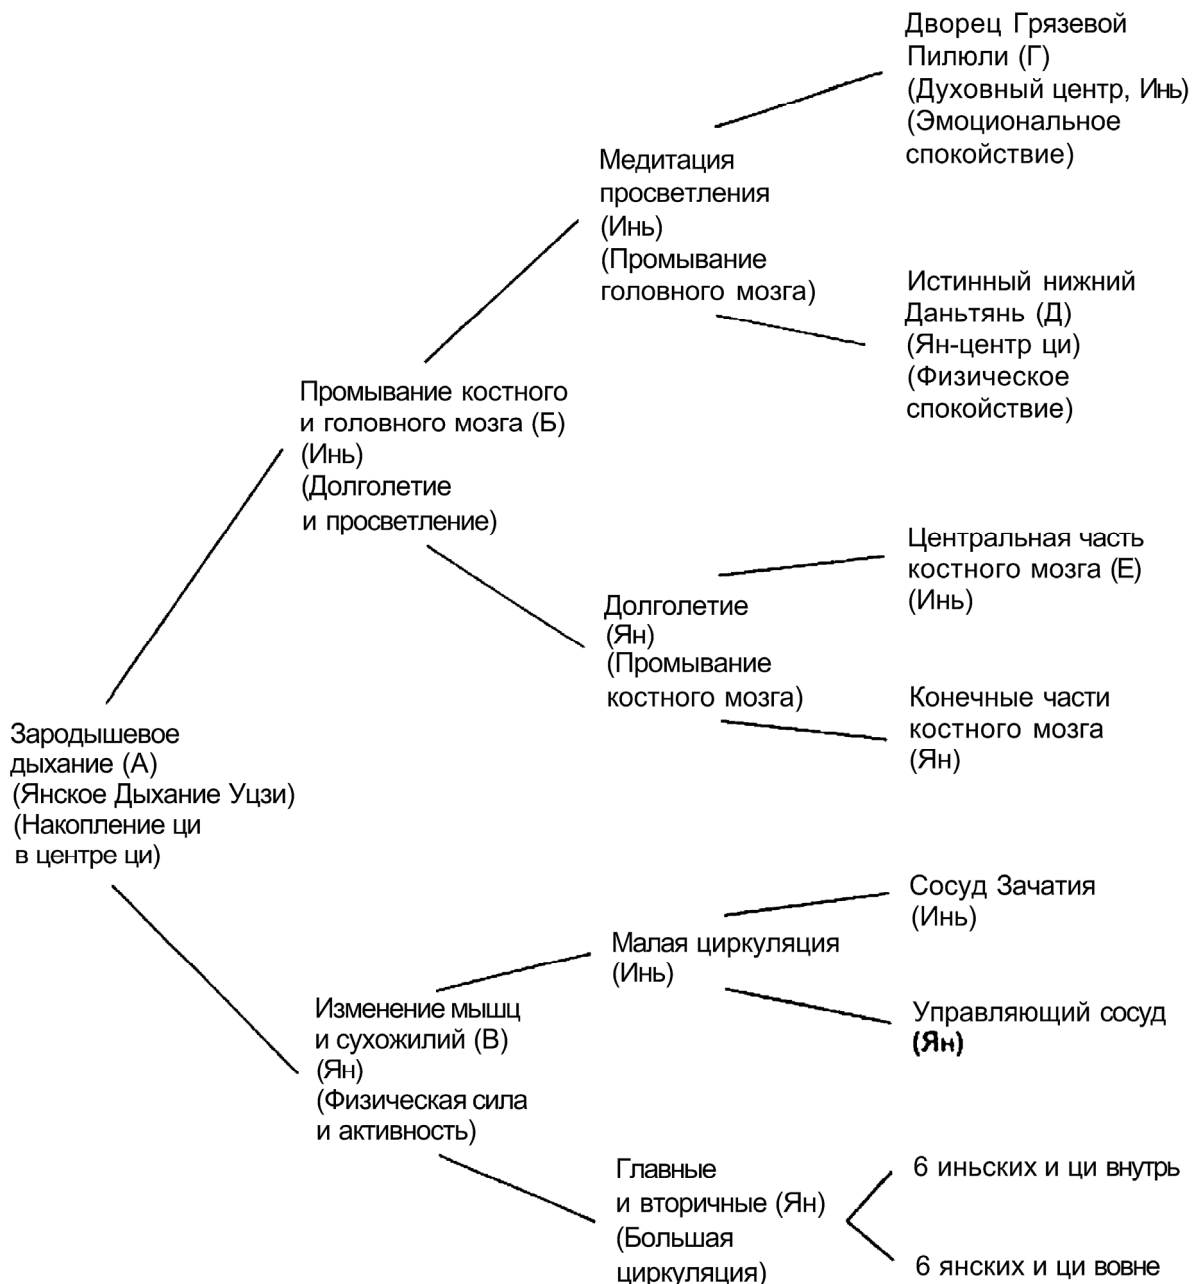 Дворец Грязевой
Пилюли (Г)
(Духовный центр, Инь)
(Эмоциональное
спокойствие)
Медитация
просветления
(Инь)
(Промывание
головного мозга)
Истинный нижний
Даньтянь (Д)
(Ян-центр ци)
(Физическое
спокойствие)
Промывание костного
и головного мозга (Б)
(Инь)
(Долголетие
и просветление)
Центральная часть
костного мозга (Е)
(Инь)
Долголетие
(Ян)
(Промывание
костного мозга)
Конечные части
костного мозга
(Ян)
Зародышевое
дыхание (А)
(Янское Дыхание Уцзи)
(Накопление ци
в центре ци)
Сосуд Зачатия
(Инь)
Малая циркуляция
(Инь)
Управляющий сосуд
(Ян)
Изменение мышц
и сухожилий (В)
(Ян)
(Физическая сила
и активность)
Главные
и вторичные (Ян)
(Большая
циркуляция)
6 иньских и ци внутрь
6 янских и ци вовне